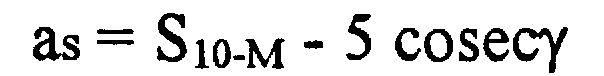 as = S₁₀₋M - 5 cosecγ